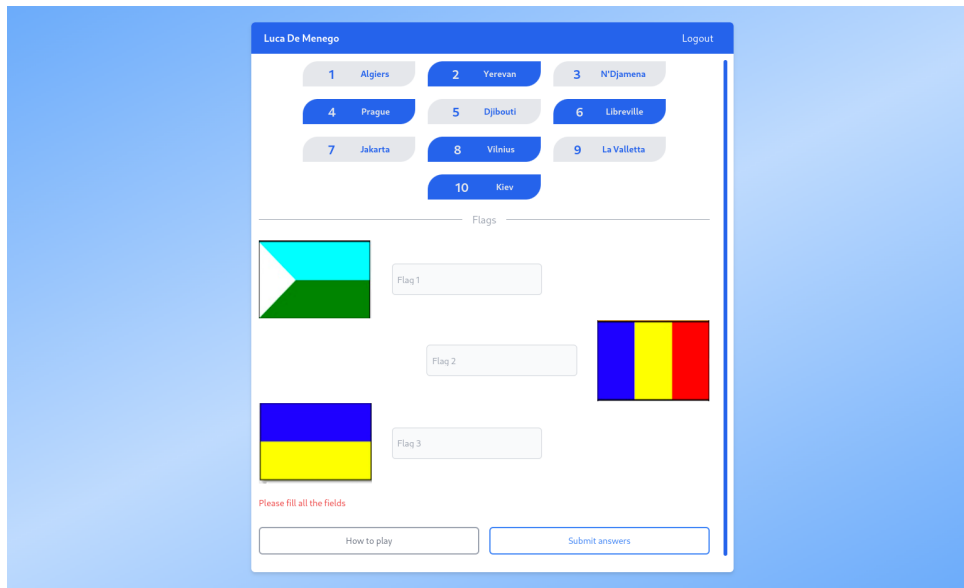 Luca De Menego Logout
1 Algiers 2 Yerevan 3 N'Djamena
4 Prague 5 Djibouti 6 Libreville
7 Jakarta 8 Vilnius 9 La Valletta
10 Kiev
Flags
Flag 1
Flag 2
Flag 3
Please fill all the fields
How to play Submit answers